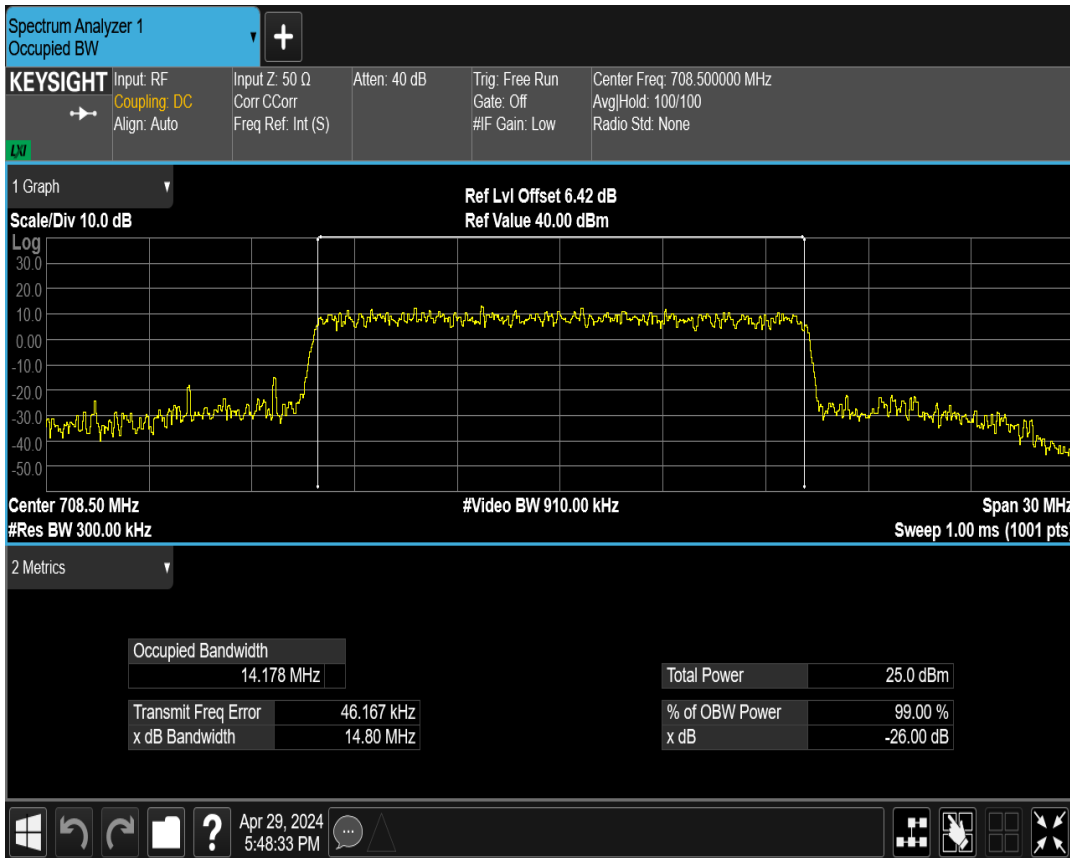 Spectrum Analyzer 1
Occupied BW
+
KEYSIGHT
LXI
Input: RF
Coupling: DC
Align: Auto
Input Z: 50 Ω
Corr CCorr
Freq Ref: Int (S)
Atten: 40 dB
Trig: Free Run
Gate: Off
#IF Gain: Low
Center Freq: 708.500000 MHz
Avg|Hold: 100/100
Radio Std: None
1 Graph
Scale/Div 10.0 dB
Ref Lvl Offset 6.42 dB
Ref Value 40.00 dBm
Log
30.0
20.0
10.0
0.00
-10.0
-20.0
-30.0
-40.0
-50.0
Center 708.50 MHz
#Res BW 300.00 kHz
#Video BW 910.00 kHz
Span 30 MHz
Sweep 1.00 ms (1001 pts)
2 Metrics
Occupied Bandwidth
14.178 MHz
Transmit Freq Error 46.167 kHz
x dB Bandwidth 14.80 MHz
Total Power 25.0 dBm
% of OBW Power 99.00 %
x dB -26.00 dB
?
Apr 29, 2024
5:48:33 PM